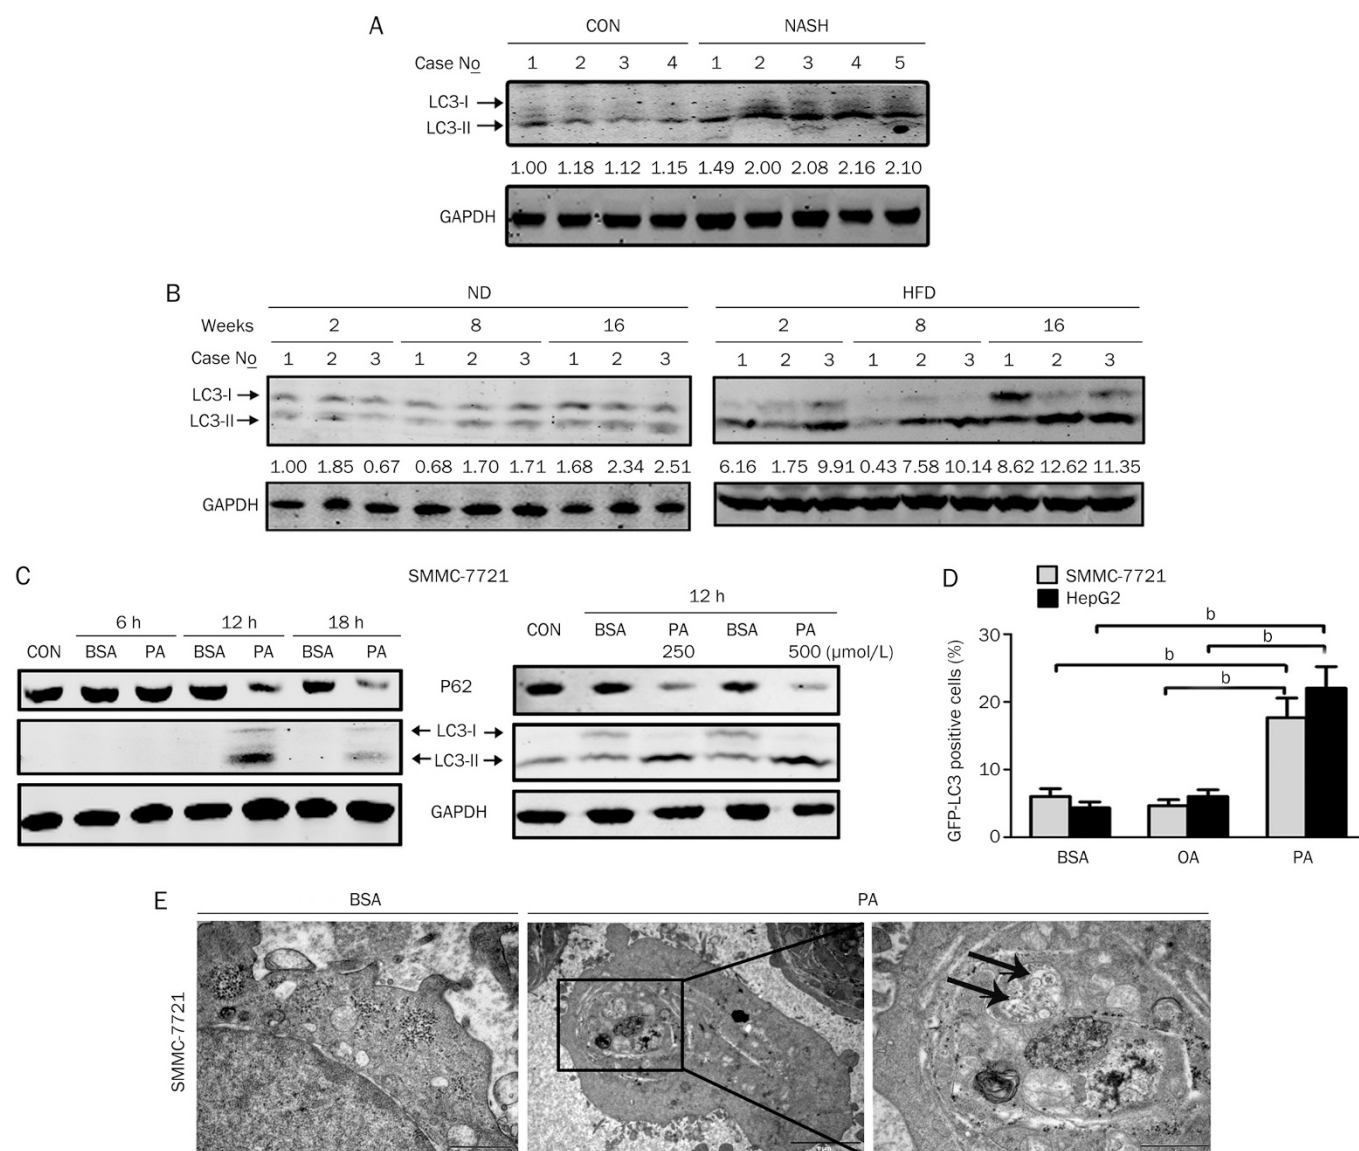 A
CON NASH
Case No 1 2 3 4 1 2 3 4 5
LC3-I
LC3-II
1.00 1.18 1.12 1.15 1.49 2.00 2.08 2.16 2.10
GAPDH
B
ND HFD
Weeks 2 8 16 2 8 16
Case No 1 2 3 1 2 3 1 2 3 1 2 3 1 2 3 1 2 3
LC3-I
LC3-II
1.00 1.85 0.67 0.68 1.70 1.71 1.68 2.34 2.51 6.16 1.75 9.91 0.43 7.58 10.14 8.62 12.62 11.35
GAPDH
C
SMMC-7721
6 h 12 h 18 h
CON BSA PA BSA PA BSA PA
12 h
CON BSA PA BSA PA
250 500 (μmol/L)
P62
LC3-I
LC3-II
GAPDH
D
SMMC-7721
HepG2
b
b
b
b
GFP-LC3 positive cells (%)
30
20
10
0
BSA OA PA
E
BSA PA
SMMC-7721